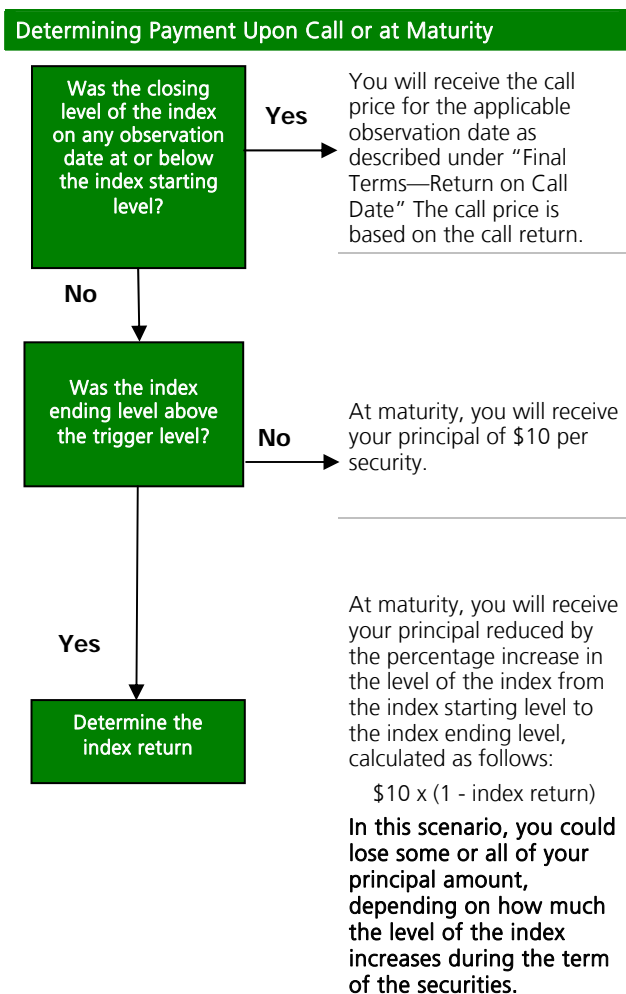 Determining Payment Upon Call or at Maturity
Was the closing
level of the index
on any observation
date at or below
the index starting
level?
Yes
You will receive the call
price for the applicable
observation date as
described under “Final
Terms—Return on Call
Date” The call price is
based on the call return.
No
Was the index
ending level above
the trigger level?
No
At maturity, you will receive
your principal of $10 per
security.
Yes
Determine the
index return
At maturity, you will receive
your principal reduced by
the percentage increase in
the level of the index from
the index starting level to
the index ending level,
calculated as follows:
$10 x (1 - index return)
In this scenario, you could
lose some or all of your
principal amount,
depending on how much
the level of the index
increases during the term
of the securities.